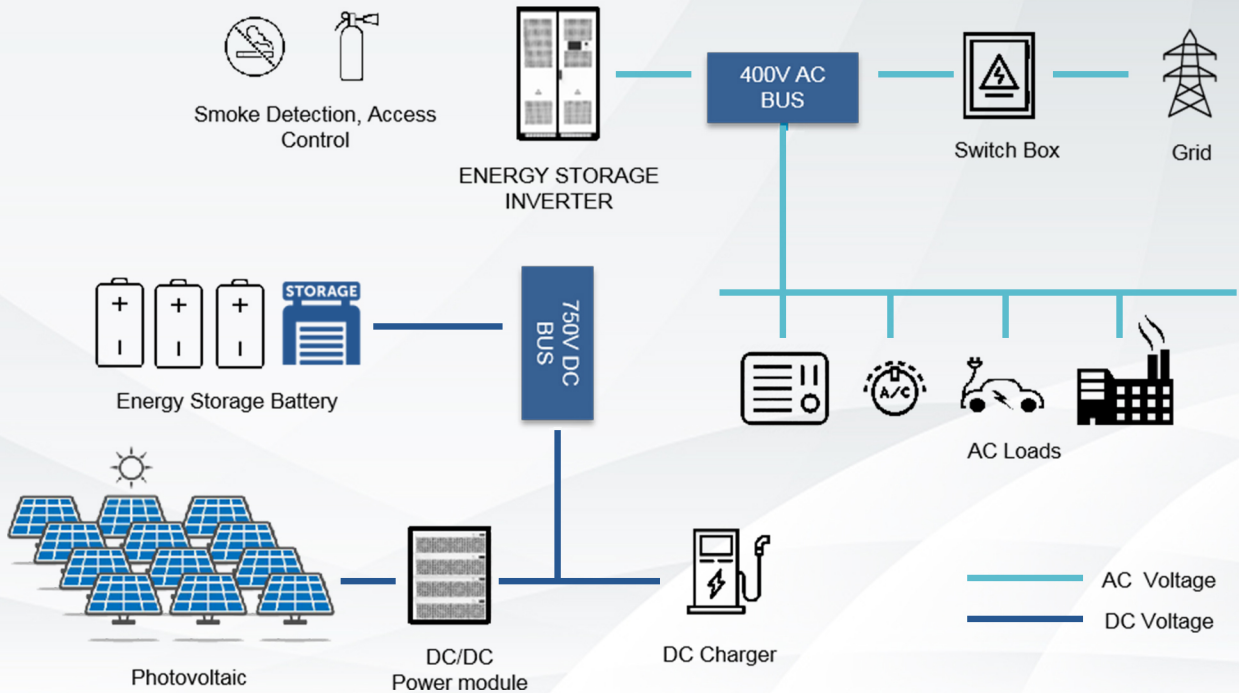 Smoke Detection, Access
Control
ENERGY STORAGE
INVERTER
400V AC
BUS
Switch Box
Grid
STORAGE
Energy Storage Battery
750V DC
BUS
A/C
AC Loads
Photovoltaic
DC/DC
Power module
DC Charger
AC Voltage
DC Voltage